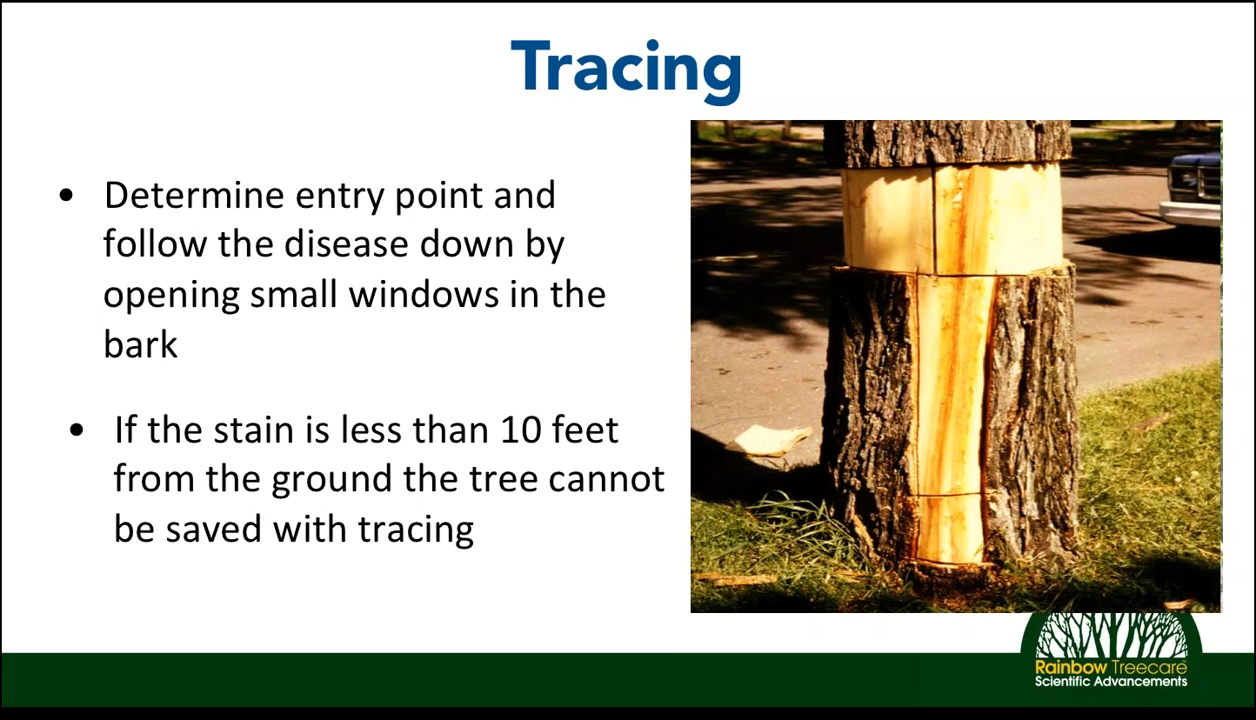 Tracing
• Determine entry point and
follow the disease down by
opening small windows in the
bark
• If the stain is less than 10 feet
from the ground the tree cannot
be saved with tracing
Rainbow Treecare
Scientific Advancements